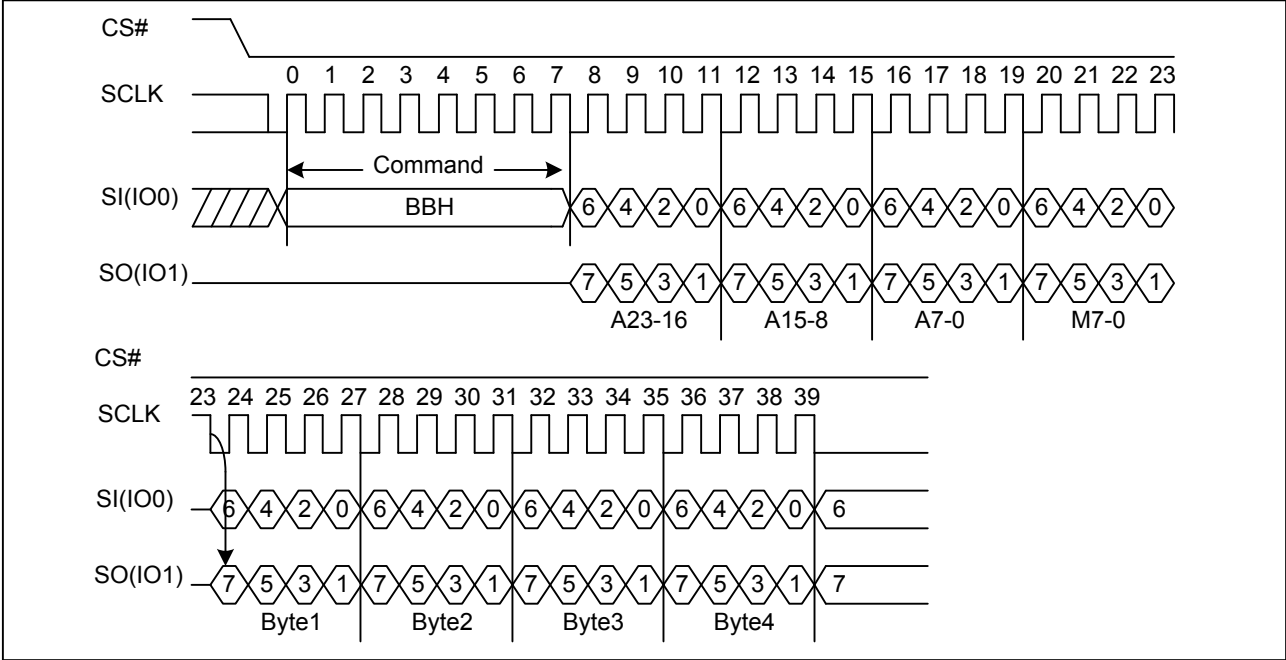 CS#
0 1 2 3 4 5 6 7 8 9 10 11 12 13 14 15 16 17 18 19 20 21 22 23
SCLK
Command
SI(IO0)
BBH
6 4 2 0 6 4 2 0 6 4 2 0 6 4 2 0
SO(IO1)
7 5 3 1 7 5 3 1 7 5 3 1 7 5 3 1
A23-16 A15-8 A7-0 M7-0
CS#
23 24 25 26 27 28 29 30 31 32 33 34 35 36 37 38 39
SCLK
SI(IO0)
6 4 2 0 6 4 2 0 6 4 2 0 6 4 2 0 6
SO(IO1)
7 5 3 1 7 5 3 1 7 5 3 1 7 5 3 1 7
Byte1 Byte2 Byte3 Byte4